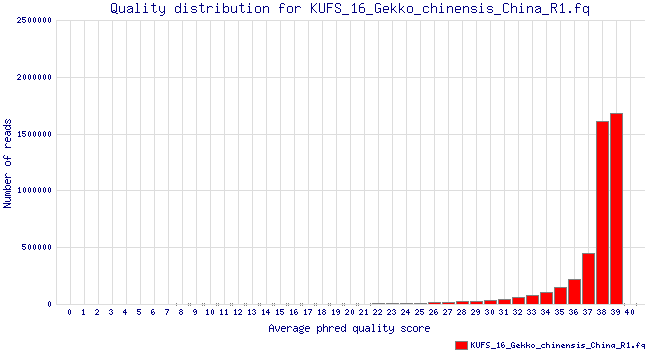 Quality distribution for KUFS_16_Gekko_chinensis_China_R1.fq
2500000
2000000
1500000
1000000
500000
0
Number of reads
0 1 2 3 4 5 6 7 8 9 10 11 12 13 14 15 16 17 18 19 20 21 22 23 24 25 26 27 28 29 30 31 32 33 34 35 36 37 38 39 40
Average phred quality score
KUFS_16_Gekko_chinensis_China_R1.fq